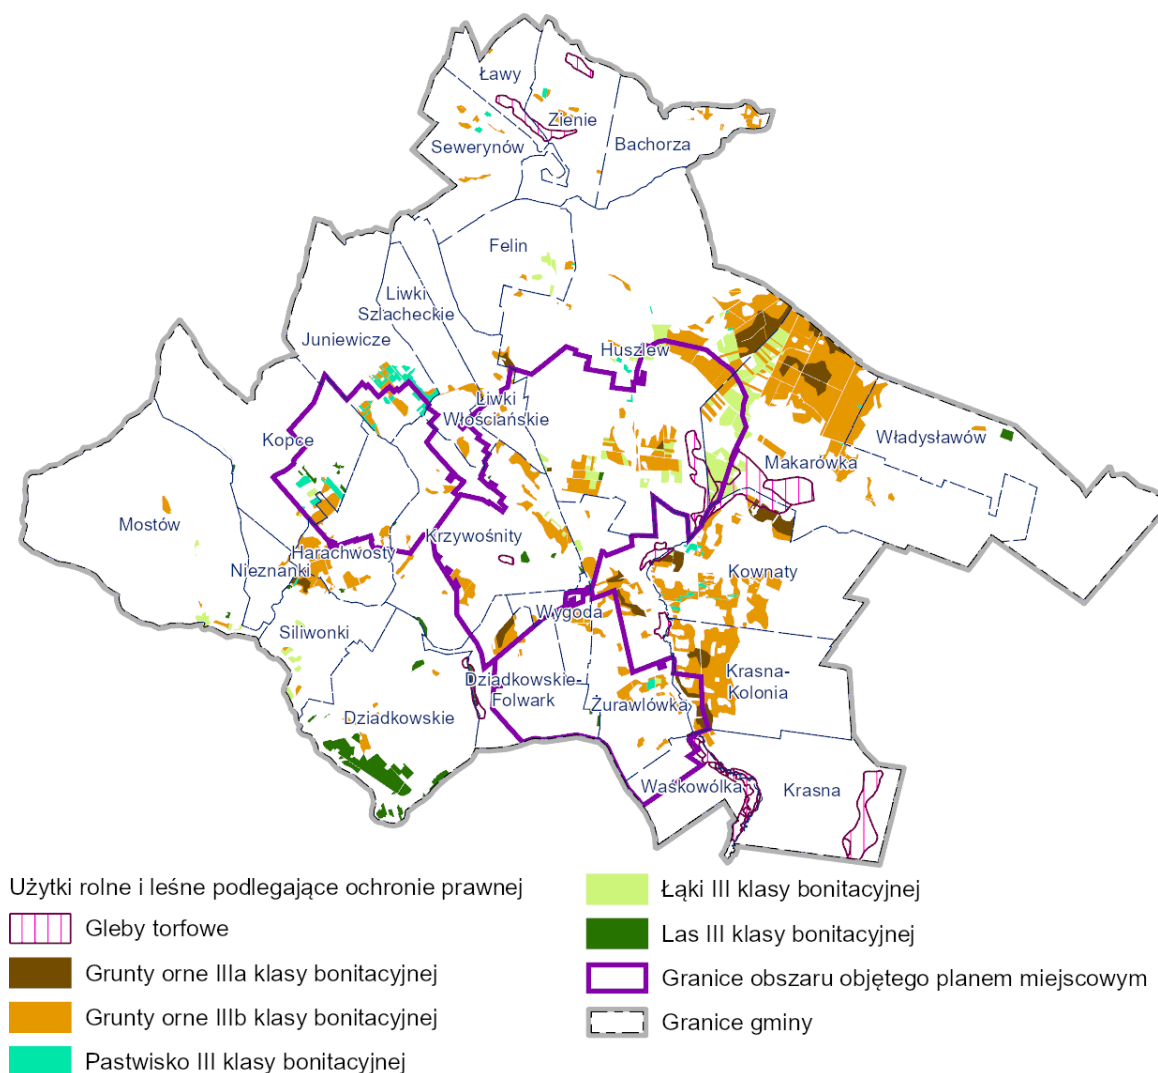 Ławy
Zienie
Sewerynów
Bachorza
Felin
Liwki
Szlacheckie
Juniewicze
Huszlew
Liwki
Włościańskie
Kopce
Władysławów
Makarówka
Mostów
Krzywośnity
Harachwosty
Nieznanki
Kownaty
Wygoda
Siliwonki
Krasna-
Kolonia
Dziadkowskie-
Folwark
Żurawlówka
Dziadkowskie
Waśkowólka
Krasna
Użytki rolne i leśne podlegające ochronie prawnej
Gleby torfowe
Grunty orne IIIa klasy bonitacyjnej
Grunty orne IIIb klasy bonitacyjnej
Pastwisko III klasy bonitacyjnej
Łąki III klasy bonitacyjnej
Las III klasy bonitacyjnej
Granice obszaru objętego planem miejscowym
Granice gminy